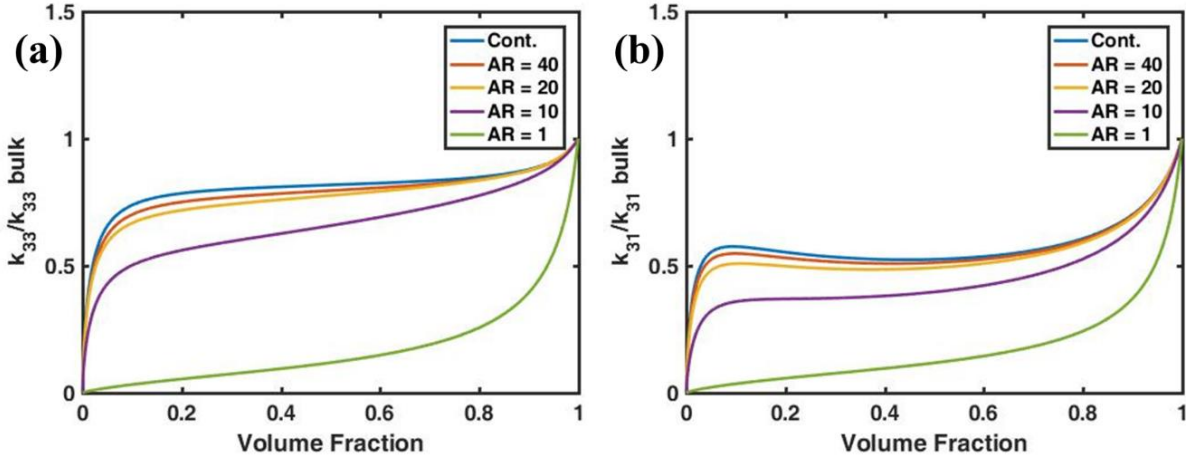 (a)
1.5
1
0.5
0
k33/k33 bulk
Cont.
AR = 40
AR = 20
AR = 10
AR = 1
0 0.2 0.4 0.6 0.8 1
Volume Fraction
(b)
1.5
1
0.5
0
k31/k31 bulk
Cont.
AR = 40
AR = 20
AR = 10
AR = 1
0 0.2 0.4 0.6 0.8 1
Volume Fraction